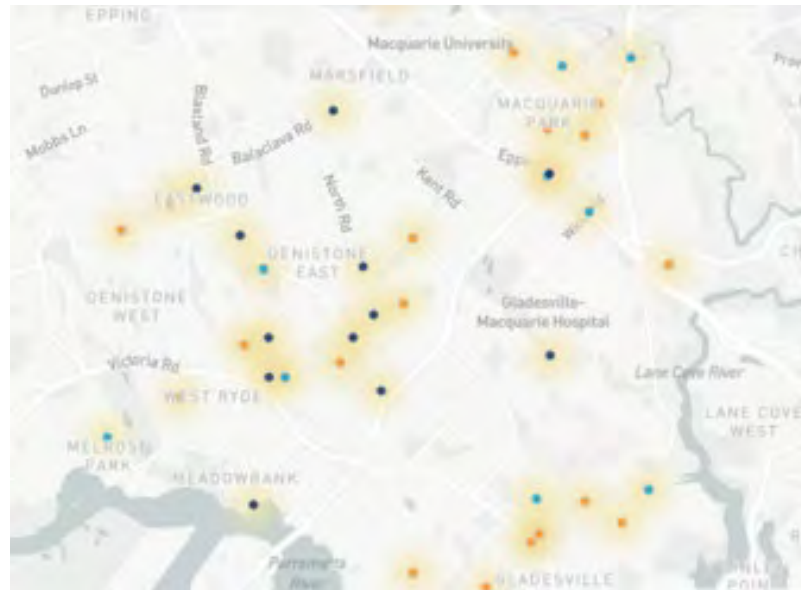 EPPING
Macquarie University
MARSFIELD
Dunlop St
Blaxland Rd
MACQUARIE
PARK
Mobbs Ln
Balaclava Rd
Epp
EASTWOOD
North Rd
Kent Rd
DENISTONE
EAST
DENISTONE
WEST
Gladesville-
Macquarie Hospital
Victoria Rd
Lane Cove River
WEST RYDE
LANE COVE
WEST
MELROSE
PARK
MEADOWBANK
Parramatta
River
GLADESVILLE
POINT